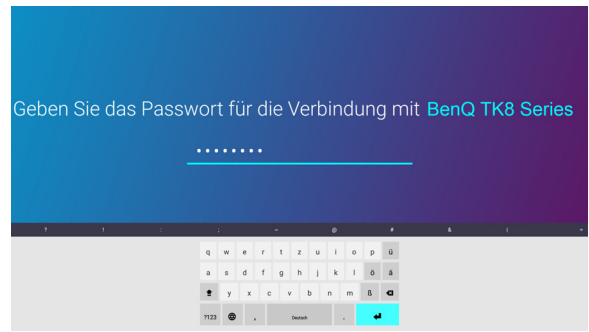 Geben Sie das Passwort für die Verbindung mit BenQ TK8 Series
? ! : ; ~ @ # & (
q w e r t z u i o p ü
a s d f g h j k l ö ä
y x c v b n m ß
?123 , Deutsch .